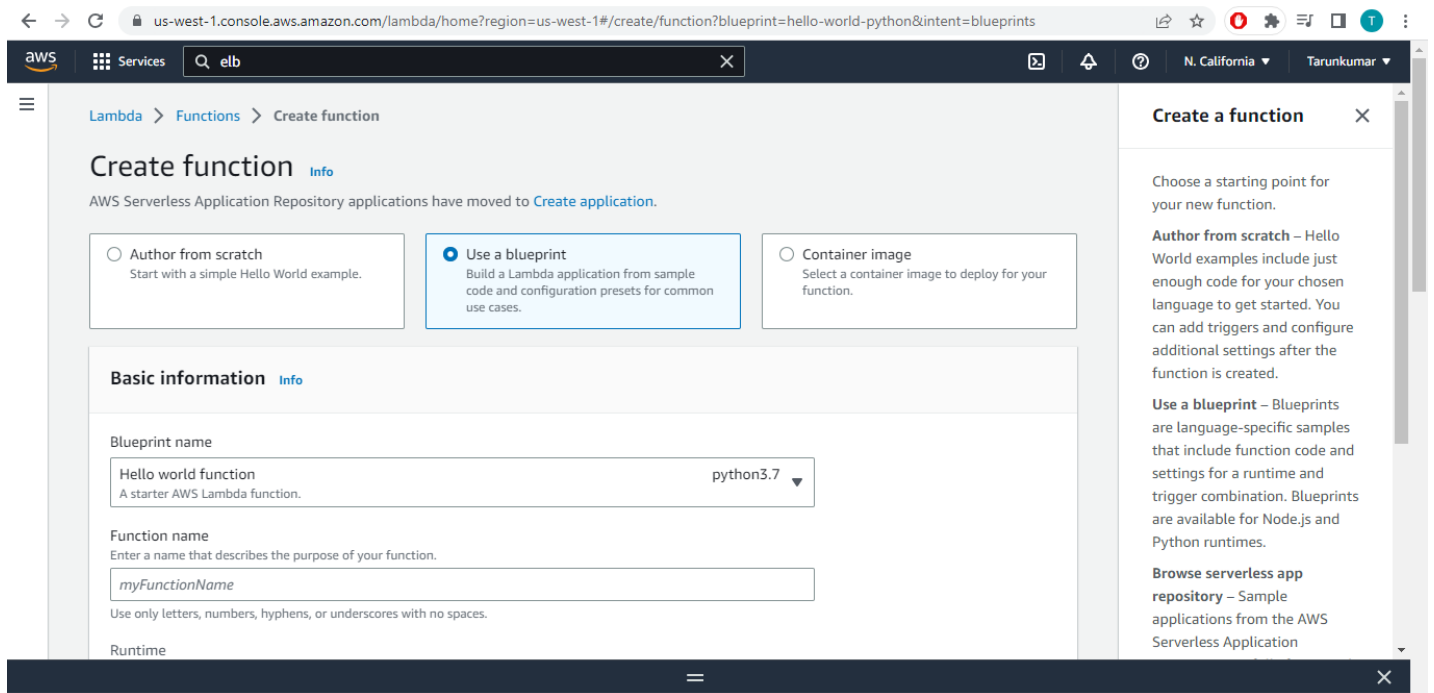 us-west-1.console.aws.amazon.com/lambda/home?region=us-west-1#/create/function?blueprint=hello-world-python&intent=blueprints
T
aws
Services
elb
N. California
Tarunkumar
Lambda > Functions > Create function
Create function Info
AWS Serverless Application Repository applications have moved to Create application.
Author from scratch
Start with a simple Hello World example.
Use a blueprint
Build a Lambda application from sample
code and configuration presets for common
use cases.
Container image
Select a container image to deploy for your
function.
Basic information Info
Blueprint name
Hello world function
python3.7
A starter AWS Lambda function.
Function name
Enter a name that describes the purpose of your function.
myFunctionName
Use only letters, numbers, hyphens, or underscores with no spaces.
Runtime
Create a function
Choose a starting point for
your new function.
Author from scratch – Hello
World examples include just
enough code for your chosen
language to get started. You
can add triggers and configure
additional settings after the
function is created.
Use a blueprint – Blueprints
are language-specific samples
that include function code and
settings for a runtime and
trigger combination. Blueprints
are available for Node.js and
Python runtimes.
Browse serverless app
repository – Sample
applications from the AWS
Serverless Application